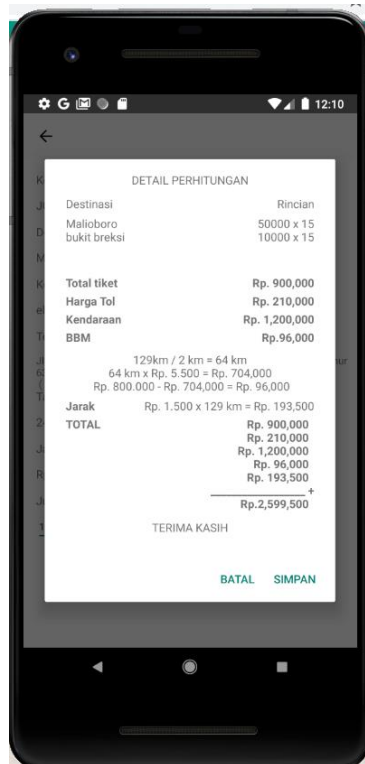 G 12:10
DETAIL PERHITUNGAN
Destinasi Rincian
Malioboro 50000 x 15
bukit breksi 10000 x 15
Total tiket Rp. 900,000
Harga Tol Rp. 210,000
Kendaraan Rp. 1,200,000
BBM Rp.96,000
129km / 2 km = 64 km
64 km x Rp. 5.500 = Rp. 704,000
Rp. 800.000 - Rp. 704,000 = Rp. 96,000
Jarak Rp. 1.500 x 129 km = Rp. 193,500
TOTAL Rp. 900,000
Rp. 210,000
Rp. 1,200,000
Rp. 96,000
Rp. 193,500
+
Rp.2,599,500
TERIMA KASIH
BATAL SIMPAN